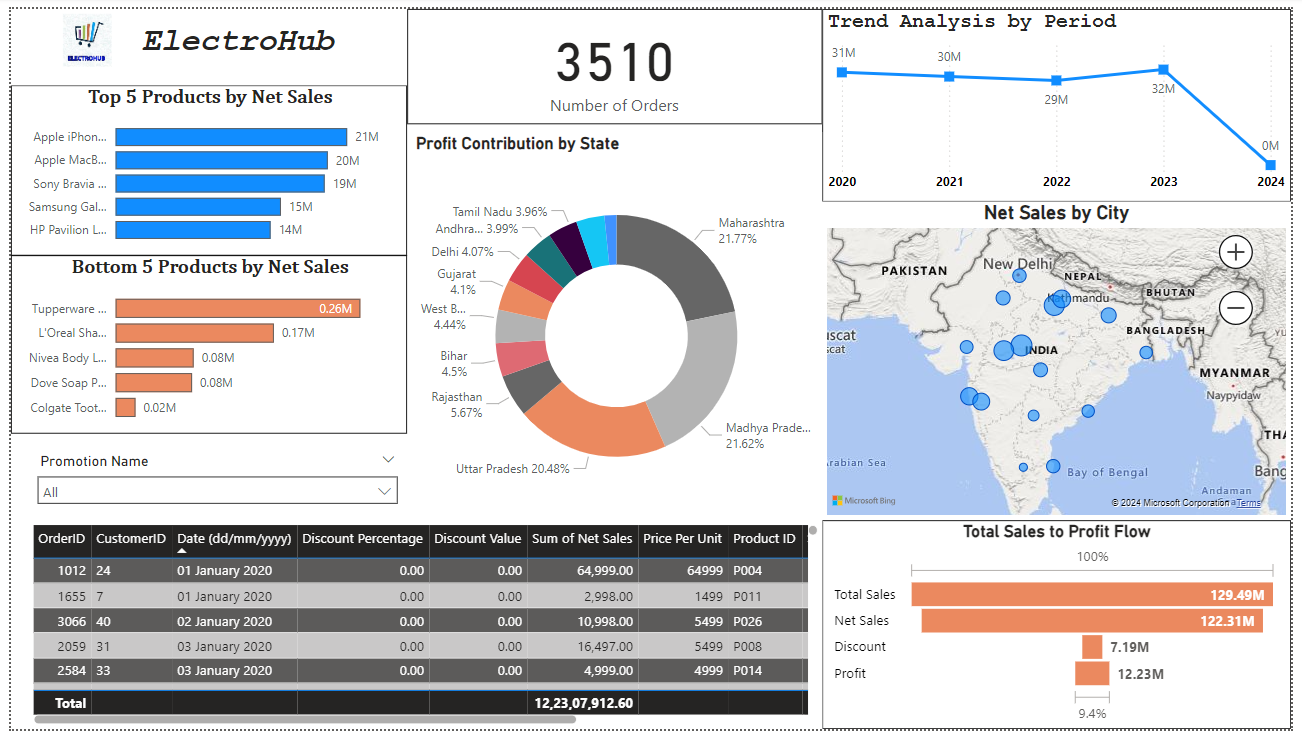 ELECTROHUB
ElectroHub
Top 5 Products by Net Sales
Apple iPhon... 21M
Apple MacB... 20M
Sony Bravia ... 19M
Samsung Gal... 15M
HP Pavilion L... 14M
Bottom 5 Products by Net Sales
Tupperware ... 0.26M
L'Oreal Sha... 0.17M
Nivea Body L... 0.08M
Dove Soap P... 0.08M
Colgate Toot... 0.02M
Promotion Name
All
3510
Number of Orders
Profit Contribution by State
Tamil Nadu 3.96%
Andhra... 3.99%
Delhi 4.07%
Gujarat
4.1%
West B...
4.44%
Bihar
4.5%
Rajasthan
5.67%
Uttar Pradesh 20.48%
Maharashtra
21.77%
Madhya Prade...
21.62%
Trend Analysis by Period
31M
30M
29M
32M
0M
2020 2021 2022 2023 2024
Net Sales by City
PAKISTAN
New Delhi
NEPAL
Kathmandu
BHUTAN
BANGLADESH
INDIA
MYANMAR
Naypyidaw
uscat
scat
Yu
THA
Bang
rabian Sea
Bay of Bengal
Andaman
Microsoft Bing
© 2024 Microsoft Corporation Terms
OrderID CustomerID Date (dd/mm/yyyy) Discount Percentage Discount Value Sum of Net Sales Price Per Unit Product ID
1012 24 01 January 2020 0.00 0.00 64,999.00 64999 P004
1655 7 01 January 2020 0.00 0.00 2,998.00 1499 P011
3066 40 02 January 2020 0.00 0.00 10,998.00 5499 P026
2059 31 03 January 2020 0.00 0.00 16,497.00 5499 P008
2584 33 03 January 2020 0.00 0.00 4,999.00 4999 P014
Total 12,23,07,912.60
Total Sales to Profit Flow
100%
Total Sales 129.49M
Net Sales 122.31M
Discount 7.19M
Profit 12.23M
9.4%